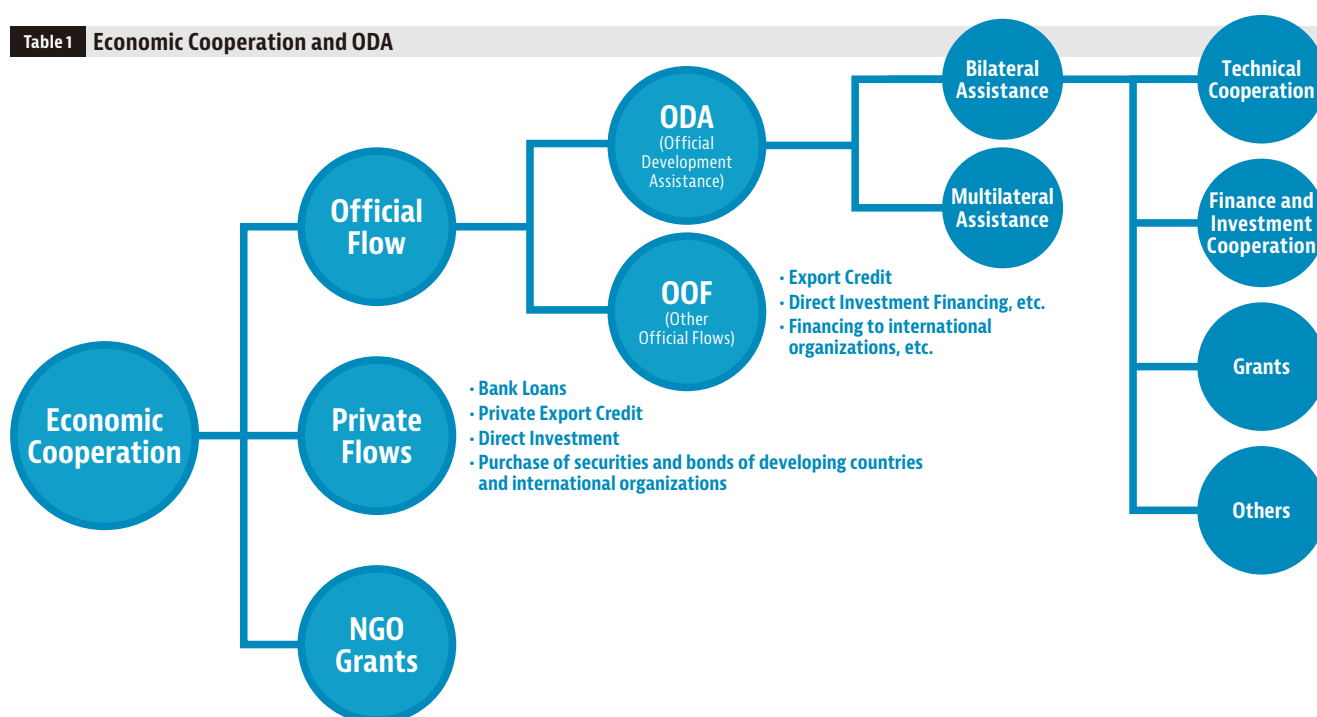 Table 1 Economic Cooperation and ODA
Economic
Cooperation
Official
Flow
Private
Flows
· Bank Loans
· Private Export Credit
· Direct Investment
· Purchase of securities and bonds of developing countries
and international organizations
NGO
Grants
ODA
(Official
Development
Assistance)
OOF
(Other
Official Flows)
· Export Credit
· Direct Investment Financing, etc.
· Financing to international
organizations, etc.
Bilateral
Assistance
Multilateral
Assistance
Technical
Cooperation
Finance and
Investment
Cooperation
Grants
Others